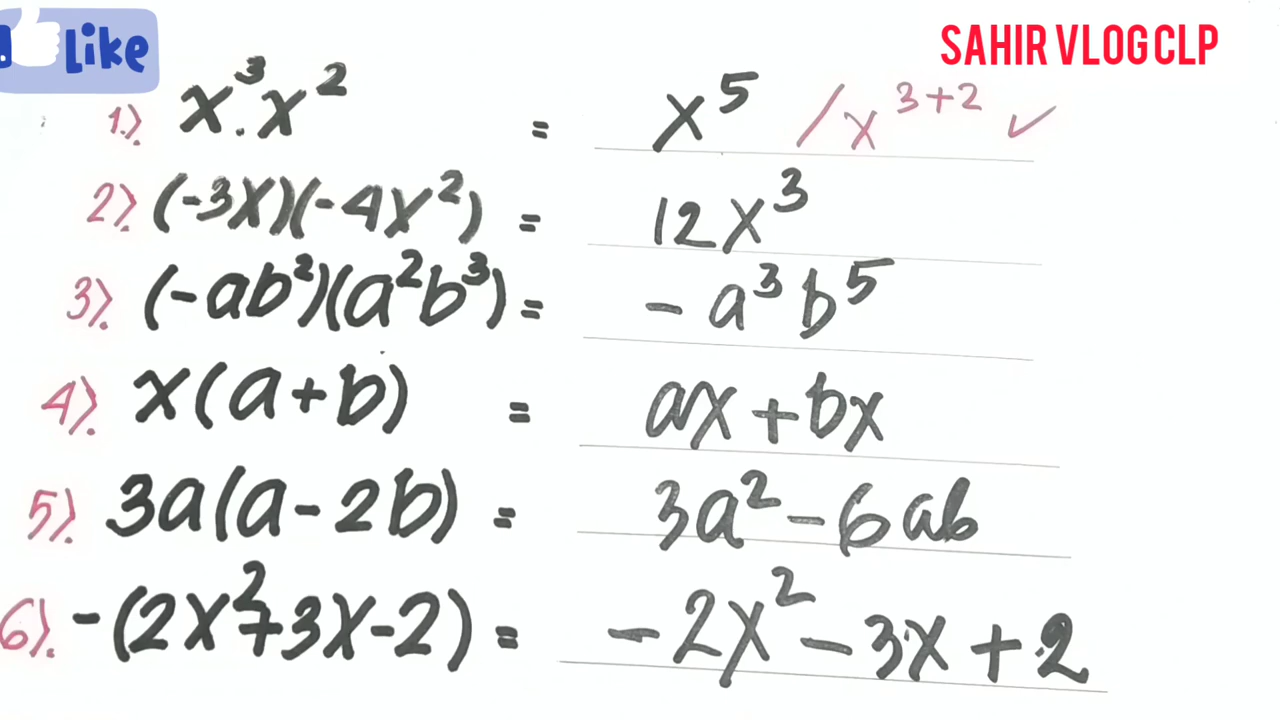 Like
SAHIR VLOG CLP
1.) x³.x² = x⁵ / x³⁺² ✓
2). (-3x)(-4x²) = 12x³
3). (-ab²)(a²b³) = -a³b⁵
4). x(a+b) = ax+bx
5). 3a(a-2b) = 3a²-6ab
6). -(2x²+3x-2) = -2x²-3x+2